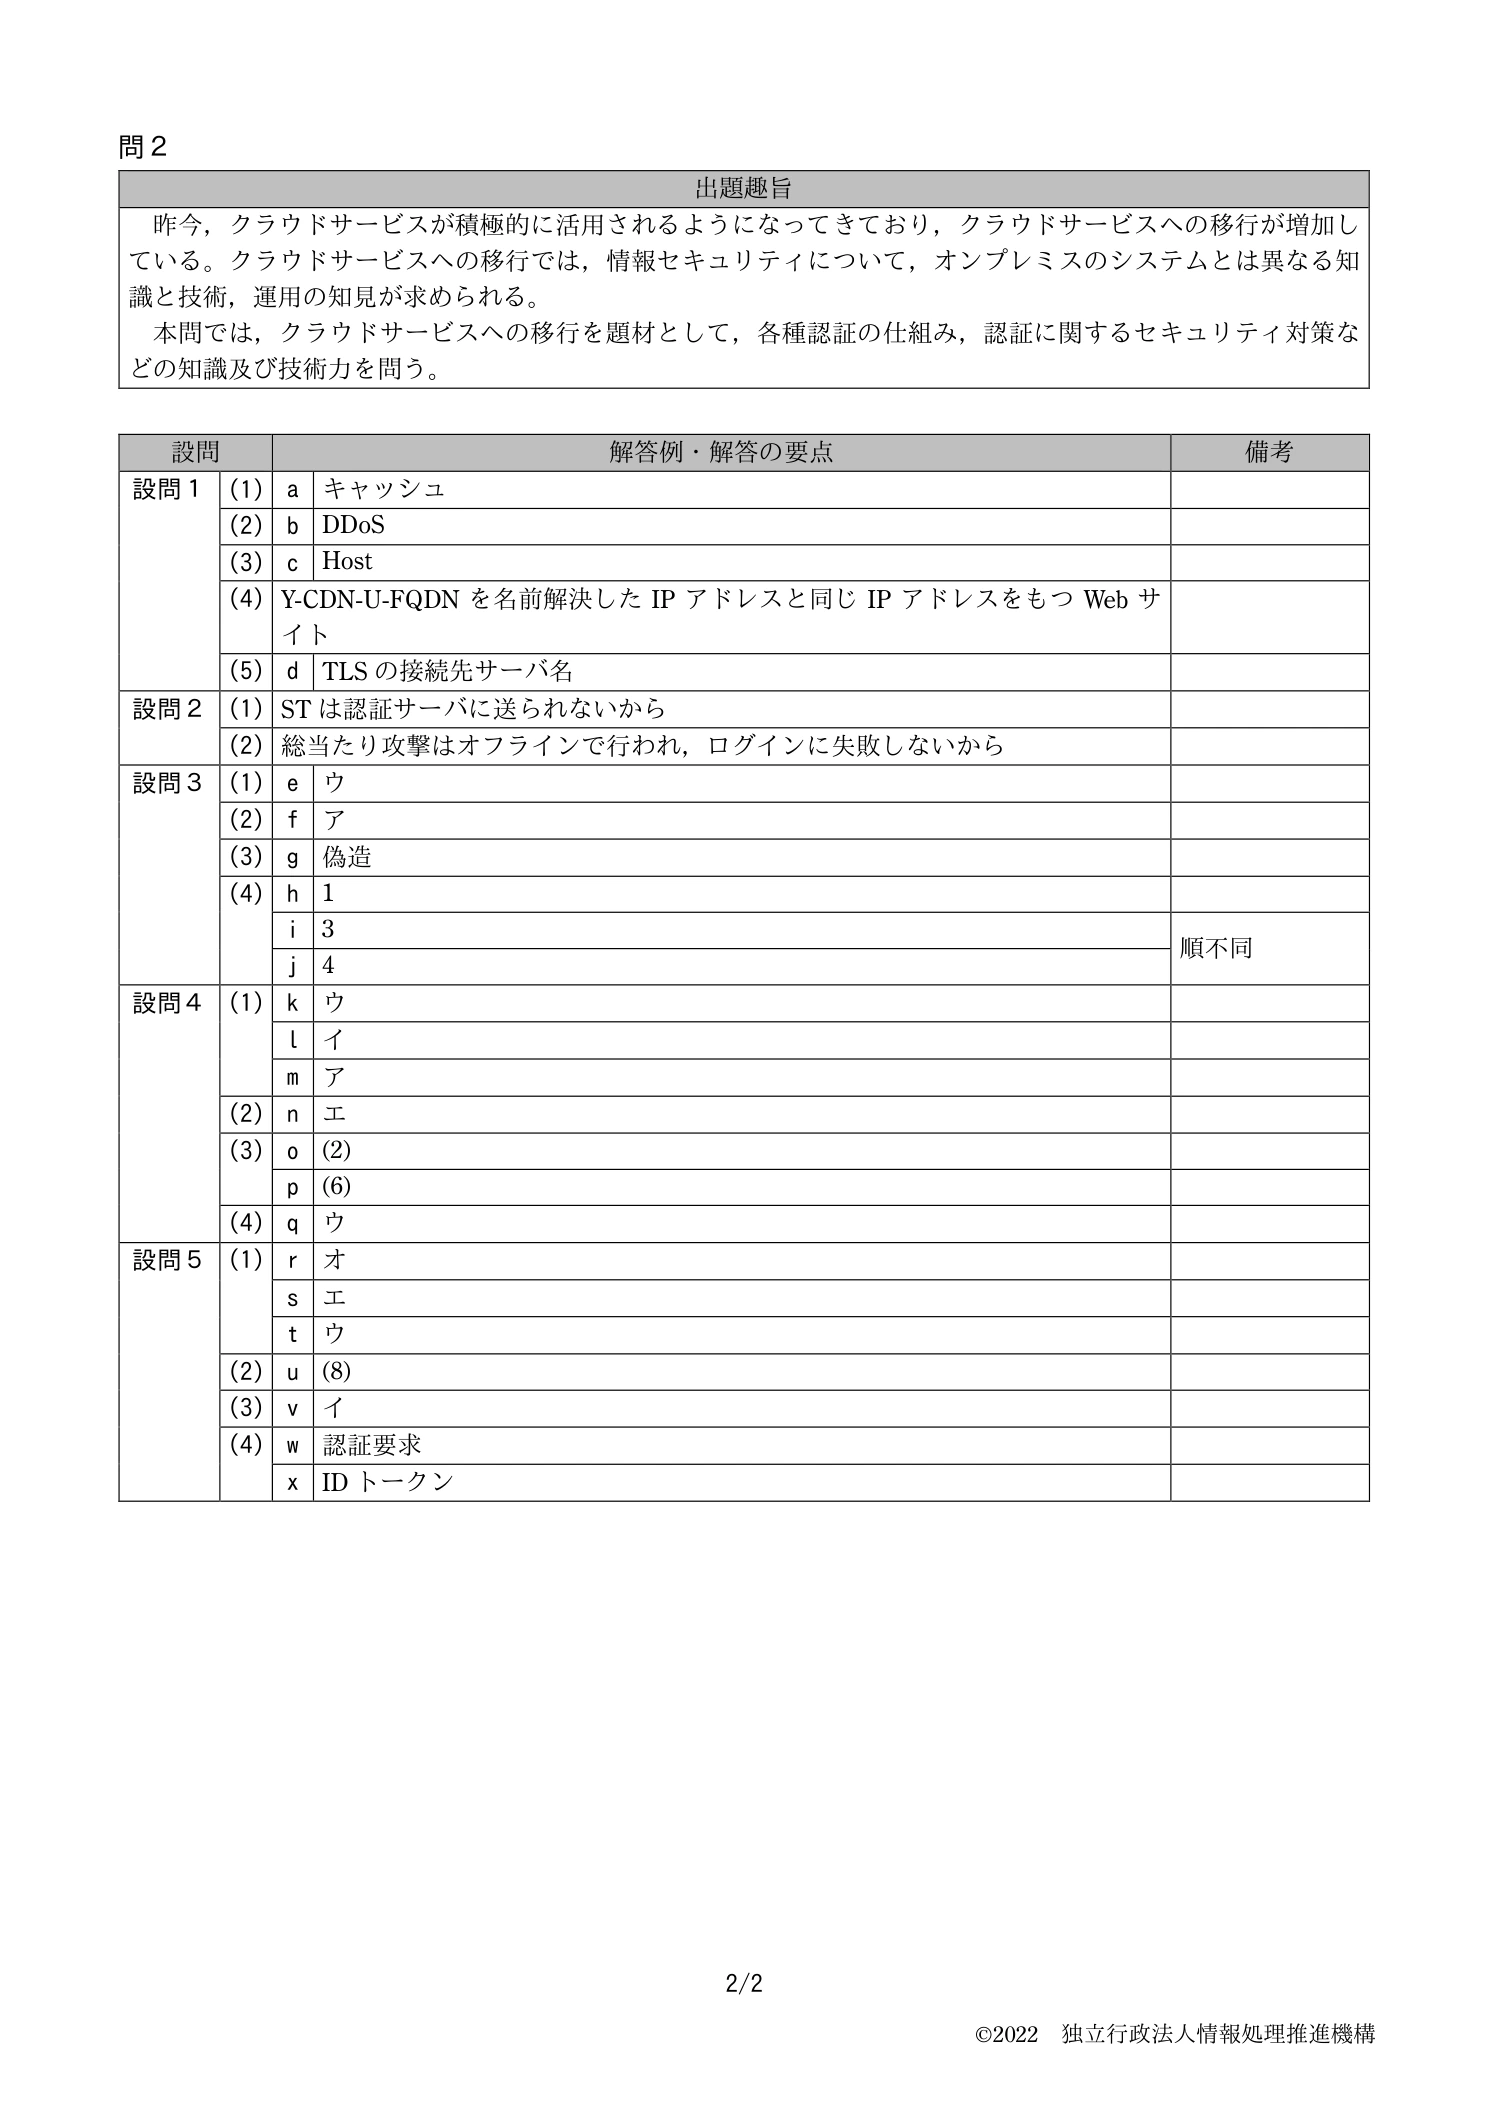 問２
出題趣旨
昨今，クラウドサービスが積極的に活用されるようになってきており，クラウドサービスへの移行が増加し
ている。クラウドサービスへの移行では，情報セキュリティについて，オンプレミスのシステムとは異なる知
識と技術，運用の知見が求められる。
本問では，クラウドサービスへの移行を題材として，各種認証の仕組み，認証に関するセキュリティ対策な
どの知識及び技術力を問う。
設問 解答例・解答の要点 備考
設問１ (1) a キャッシュ
(2) b DDoS
(3) c Host
(4) Y-CDN-U-FQDN を名前解決した IP アドレスと同じ IP アドレスをもつ Web サ
イト
(5) d TLS の接続先サーバ名
設問２ (1) ST は認証サーバに送られないから
(2) 総当たり攻撃はオフラインで行われ，ログインに失敗しないから
設問３ (1) e ウ
(2) f ア
(3) g 偽造
(4) h 1
i 3
順不同
j 4
設問４ (1) k ウ
l イ
m ア
(2) n エ
(3) o (2)
p (6)
(4) q ウ
設問５ (1) r オ
s エ
t ウ
(2) u (8)
(3) v イ
(4) w 認証要求
x ID トークン
2/2
©2022　独立行政法人情報処理推進機構